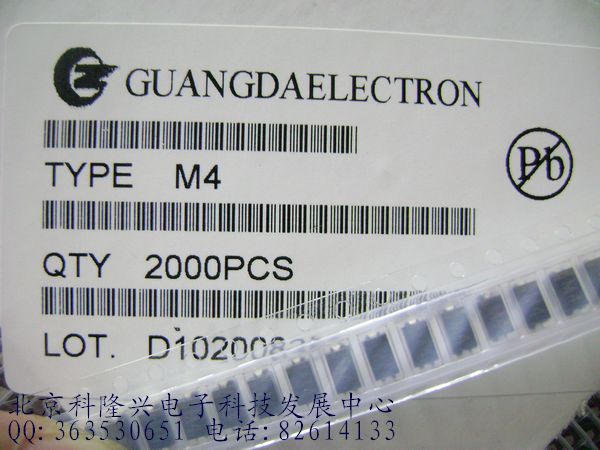 GUANGDAELECTRON
TYPE M4
Pb
QTY 2000PCS
LOT. D102008
北京科隆兴电子科技发展中心
QQ:363530651 电话:82614133